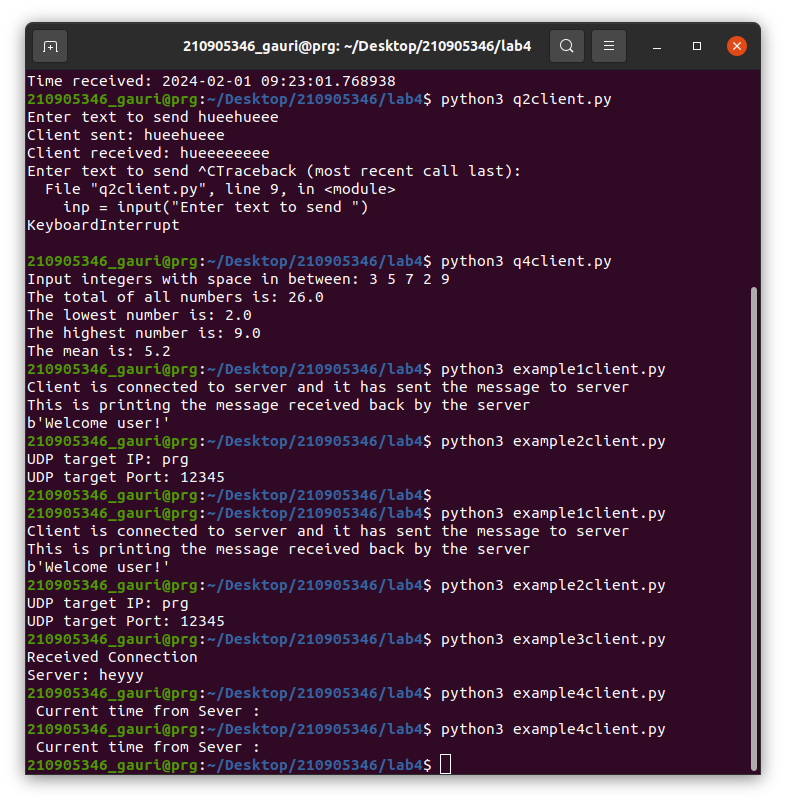 210905346_gauri@prg: ~/Desktop/210905346/lab4
Time received: 2024-02-01 09:23:01.768938
210905346_gauri@prg:~/Desktop/210905346/lab4$ python3 q2client.py
Enter text to send hueehueee
Client sent: hueehueee
Client received: hueeeeeeee
Enter text to send ^CTraceback (most recent call last):
  File "q2client.py", line 9, in <module>
    inp = input("Enter text to send ")
KeyboardInterrupt

210905346_gauri@prg:~/Desktop/210905346/lab4$ python3 q4client.py
Input integers with space in between: 3 5 7 2 9
The total of all numbers is: 26.0
The lowest number is: 2.0
The highest number is: 9.0
The mean is: 5.2
210905346_gauri@prg:~/Desktop/210905346/lab4$ python3 example1client.py
Client is connected to server and it has sent the message to server
This is printing the message received back by the server
b'Welcome user!'
210905346_gauri@prg:~/Desktop/210905346/lab4$ python3 example2client.py
UDP target IP: prg
UDP target Port: 12345
210905346_gauri@prg:~/Desktop/210905346/lab4$
210905346_gauri@prg:~/Desktop/210905346/lab4$ python3 example1client.py
Client is connected to server and it has sent the message to server
This is printing the message received back by the server
b'Welcome user!'
210905346_gauri@prg:~/Desktop/210905346/lab4$ python3 example2client.py
UDP target IP: prg
UDP target Port: 12345
210905346_gauri@prg:~/Desktop/210905346/lab4$ python3 example3client.py
Received Connection
Server: heyyy
210905346_gauri@prg:~/Desktop/210905346/lab4$ python3 example4client.py
 Current time from Sever :
210905346_gauri@prg:~/Desktop/210905346/lab4$ python3 example4client.py
 Current time from Sever :
210905346_gauri@prg:~/Desktop/210905346/lab4$